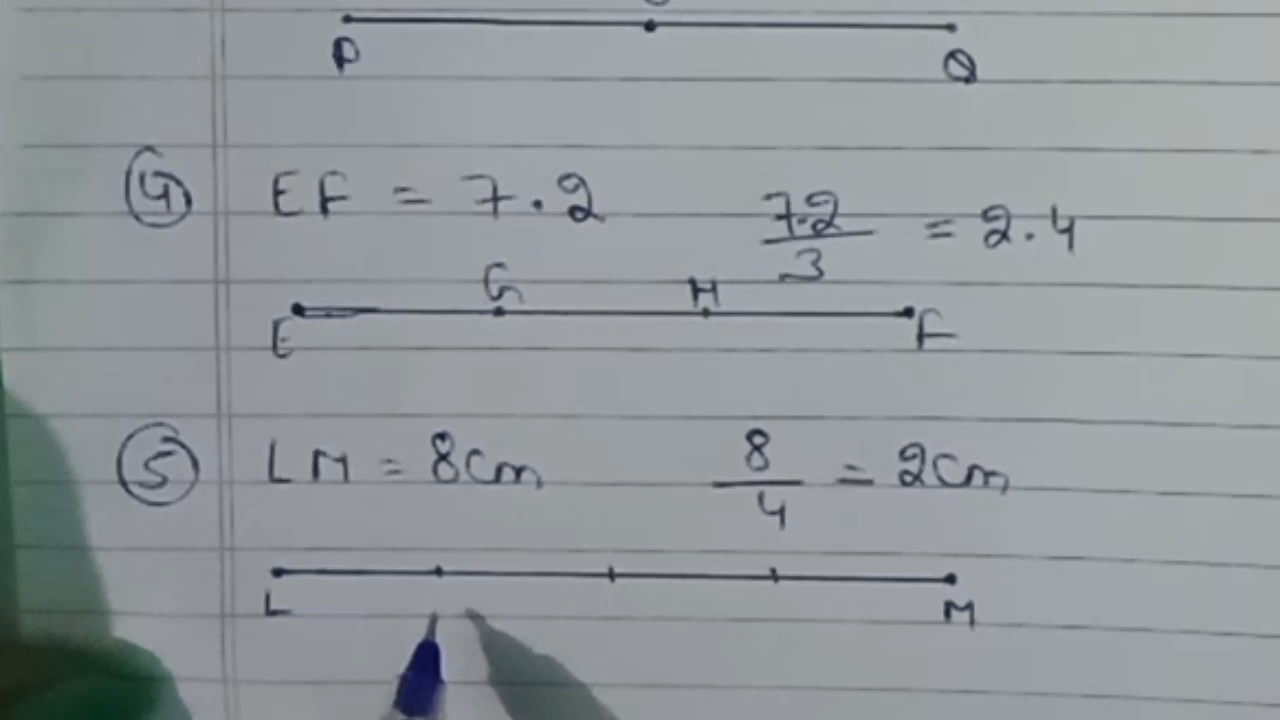 P Q
④ EF = 7.2 7.2/3 = 2.4
G H
E F
⑤ LM = 8cm 8/4 = 2cm
L M